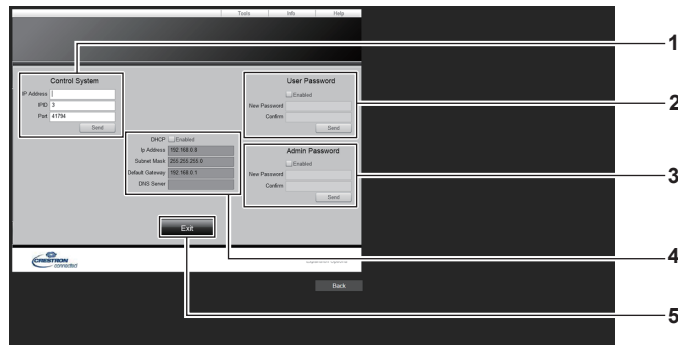 Tools Info Help
1
Control System
IP Address
IPID 3
Port 41794
Send
User Password
Enabled
New Password
Confirm
Send
2
DHCP Enabled
Ip Address 192.168.0.8
Subnet Mask 255.255.255.0
Default Gateway 192.168.0.1
DNS Server
Admin Password
Enabled
New Password
Confirm
Send
3
4
Exit
CRESTRON
connected
Back
5